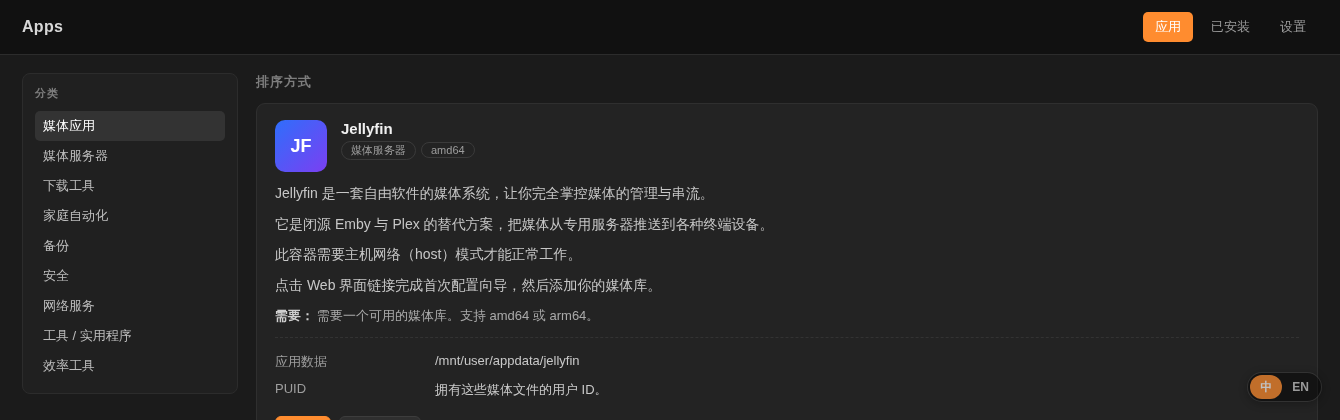 Apps
应用
已安装
设置
分类
媒体应用
媒体服务器
下载工具
家庭自动化
备份
安全
网络服务
工具 / 实用程序
效率工具
排序方式
JF
Jellyfin
媒体服务器
amd64
Jellyfin 是一套自由软件的媒体系统，让你完全掌控媒体的管理与串流。
它是闭源 Emby 与 Plex 的替代方案，把媒体从专用服务器推送到各种终端设备。
此容器需要主机网络（host）模式才能正常工作。
点击 Web 界面链接完成首次配置向导，然后添加你的媒体库。
需要： 需要一个可用的媒体库。支持 amd64 或 arm64。
应用数据 /mnt/user/appdata/jellyfin
PUID 拥有这些媒体文件的用户 ID。
中 EN